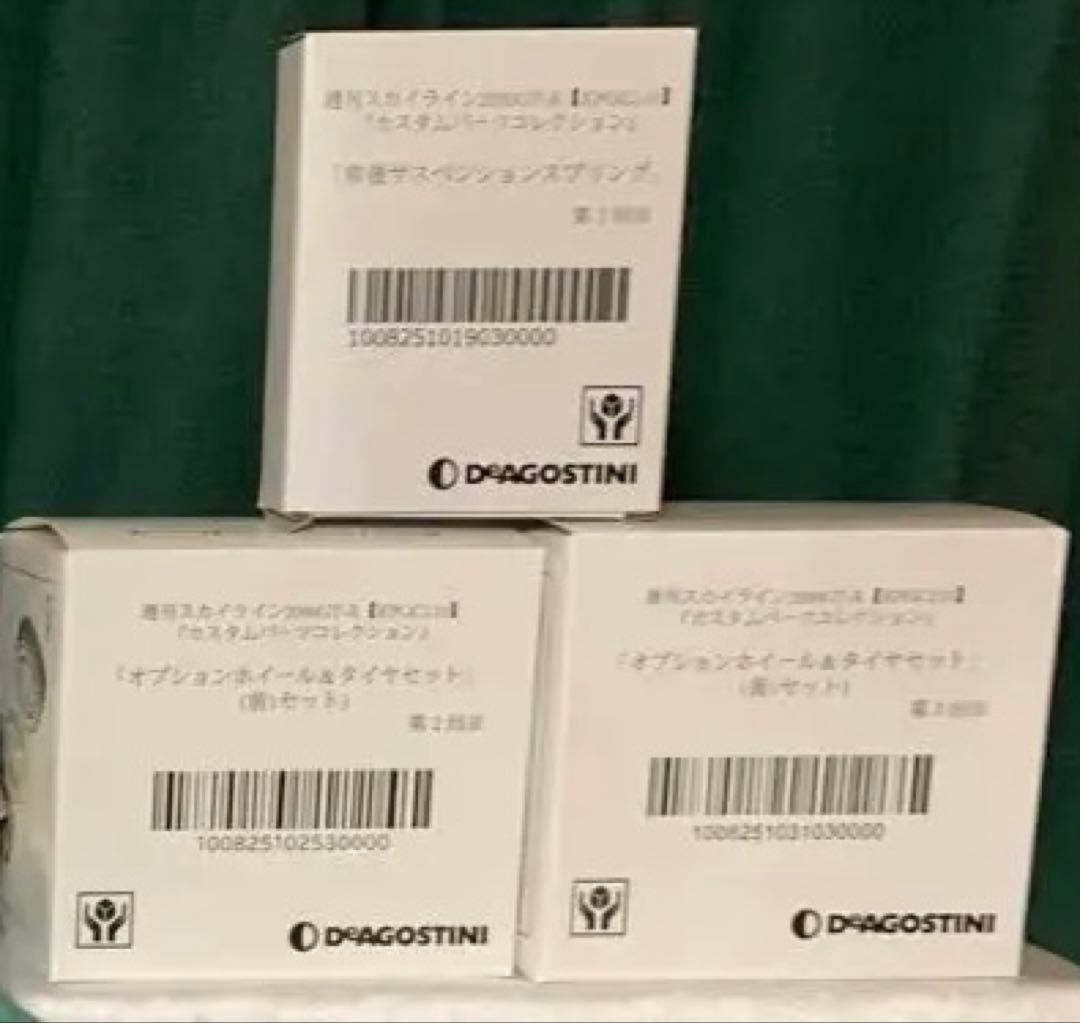 週刊スカイライン2000GT-R【KPGC10】
『カスタムパーツコレクション』
サスペンションスプリング』
第1回
1008251019030000
DeAGOSTINI
週刊スカイライン2000GT-R【KPGC10】
『カスタムパーツコレクション』
『オプションホイール＆タイヤセット』
セット)
第2回
100825102530000
DeAGOSTINI
週刊スカイライン2000GT-R【KPGC10】
『カスタムパーツコレクション』
『オプションホイール＆タイヤセット』
セット)
1008251031030000
DeAGOSTINI